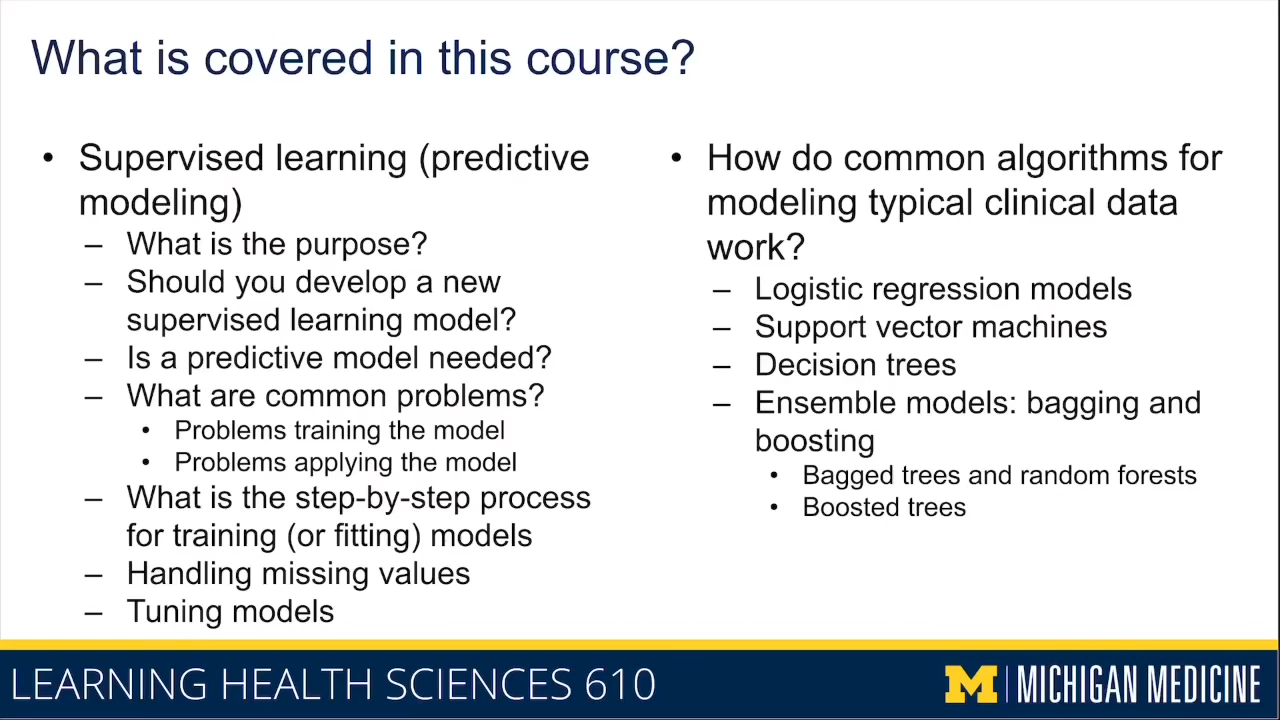 What is covered in this course?
• Supervised learning (predictive
modeling)
– What is the purpose?
– Should you develop a new
supervised learning model?
– Is a predictive model needed?
– What are common problems?
• Problems training the model
• Problems applying the model
– What is the step-by-step process
for training (or fitting) models
– Handling missing values
– Tuning models
• How do common algorithms for
modeling typical clinical data
work?
– Logistic regression models
– Support vector machines
– Decision trees
– Ensemble models: bagging and
boosting
• Bagged trees and random forests
• Boosted trees
LEARNING HEALTH SCIENCES 610
M | MICHIGAN MEDICINE